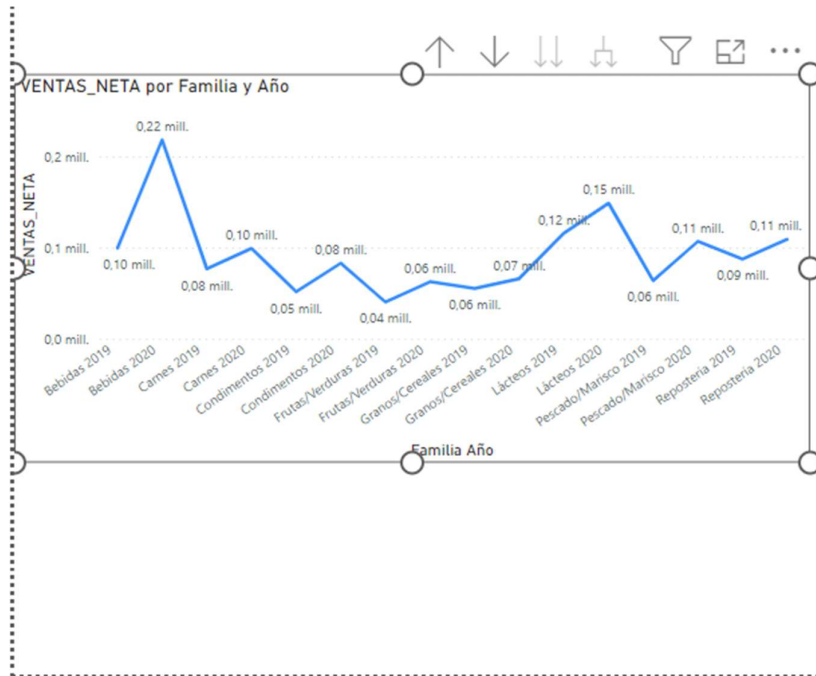 VENTAS_NETA por Familia y Año
0,22 mill.
0,2 mill.
0,15 mill.
0,12 mill.
0,11 mill.
0,11 mill.
0,10 mill.
0,08 mill.
0,1 mill.
0,10 mill.
0,06 mill.
0,07 mill.
0,09 mill.
0,08 mill.
0,06 mill.
0,06 mill.
0,05 mill.
0,04 mill.
0,0 mill.
VENTAS_NETA
Bebidas 2019
Bebidas 2020
Carnes 2019
Carnes 2020
Condimentos 2019
Condimentos 2020
Frutas/Verduras 2019
Frutas/Verduras 2020
Granos/Cereales 2019
Granos/Cereales 2020
Lácteos 2019
Lácteos 2020
Pescado/Marisco 2019
Pescado/Marisco 2020
Reposteria 2019
Reposteria 2020
Familia Año